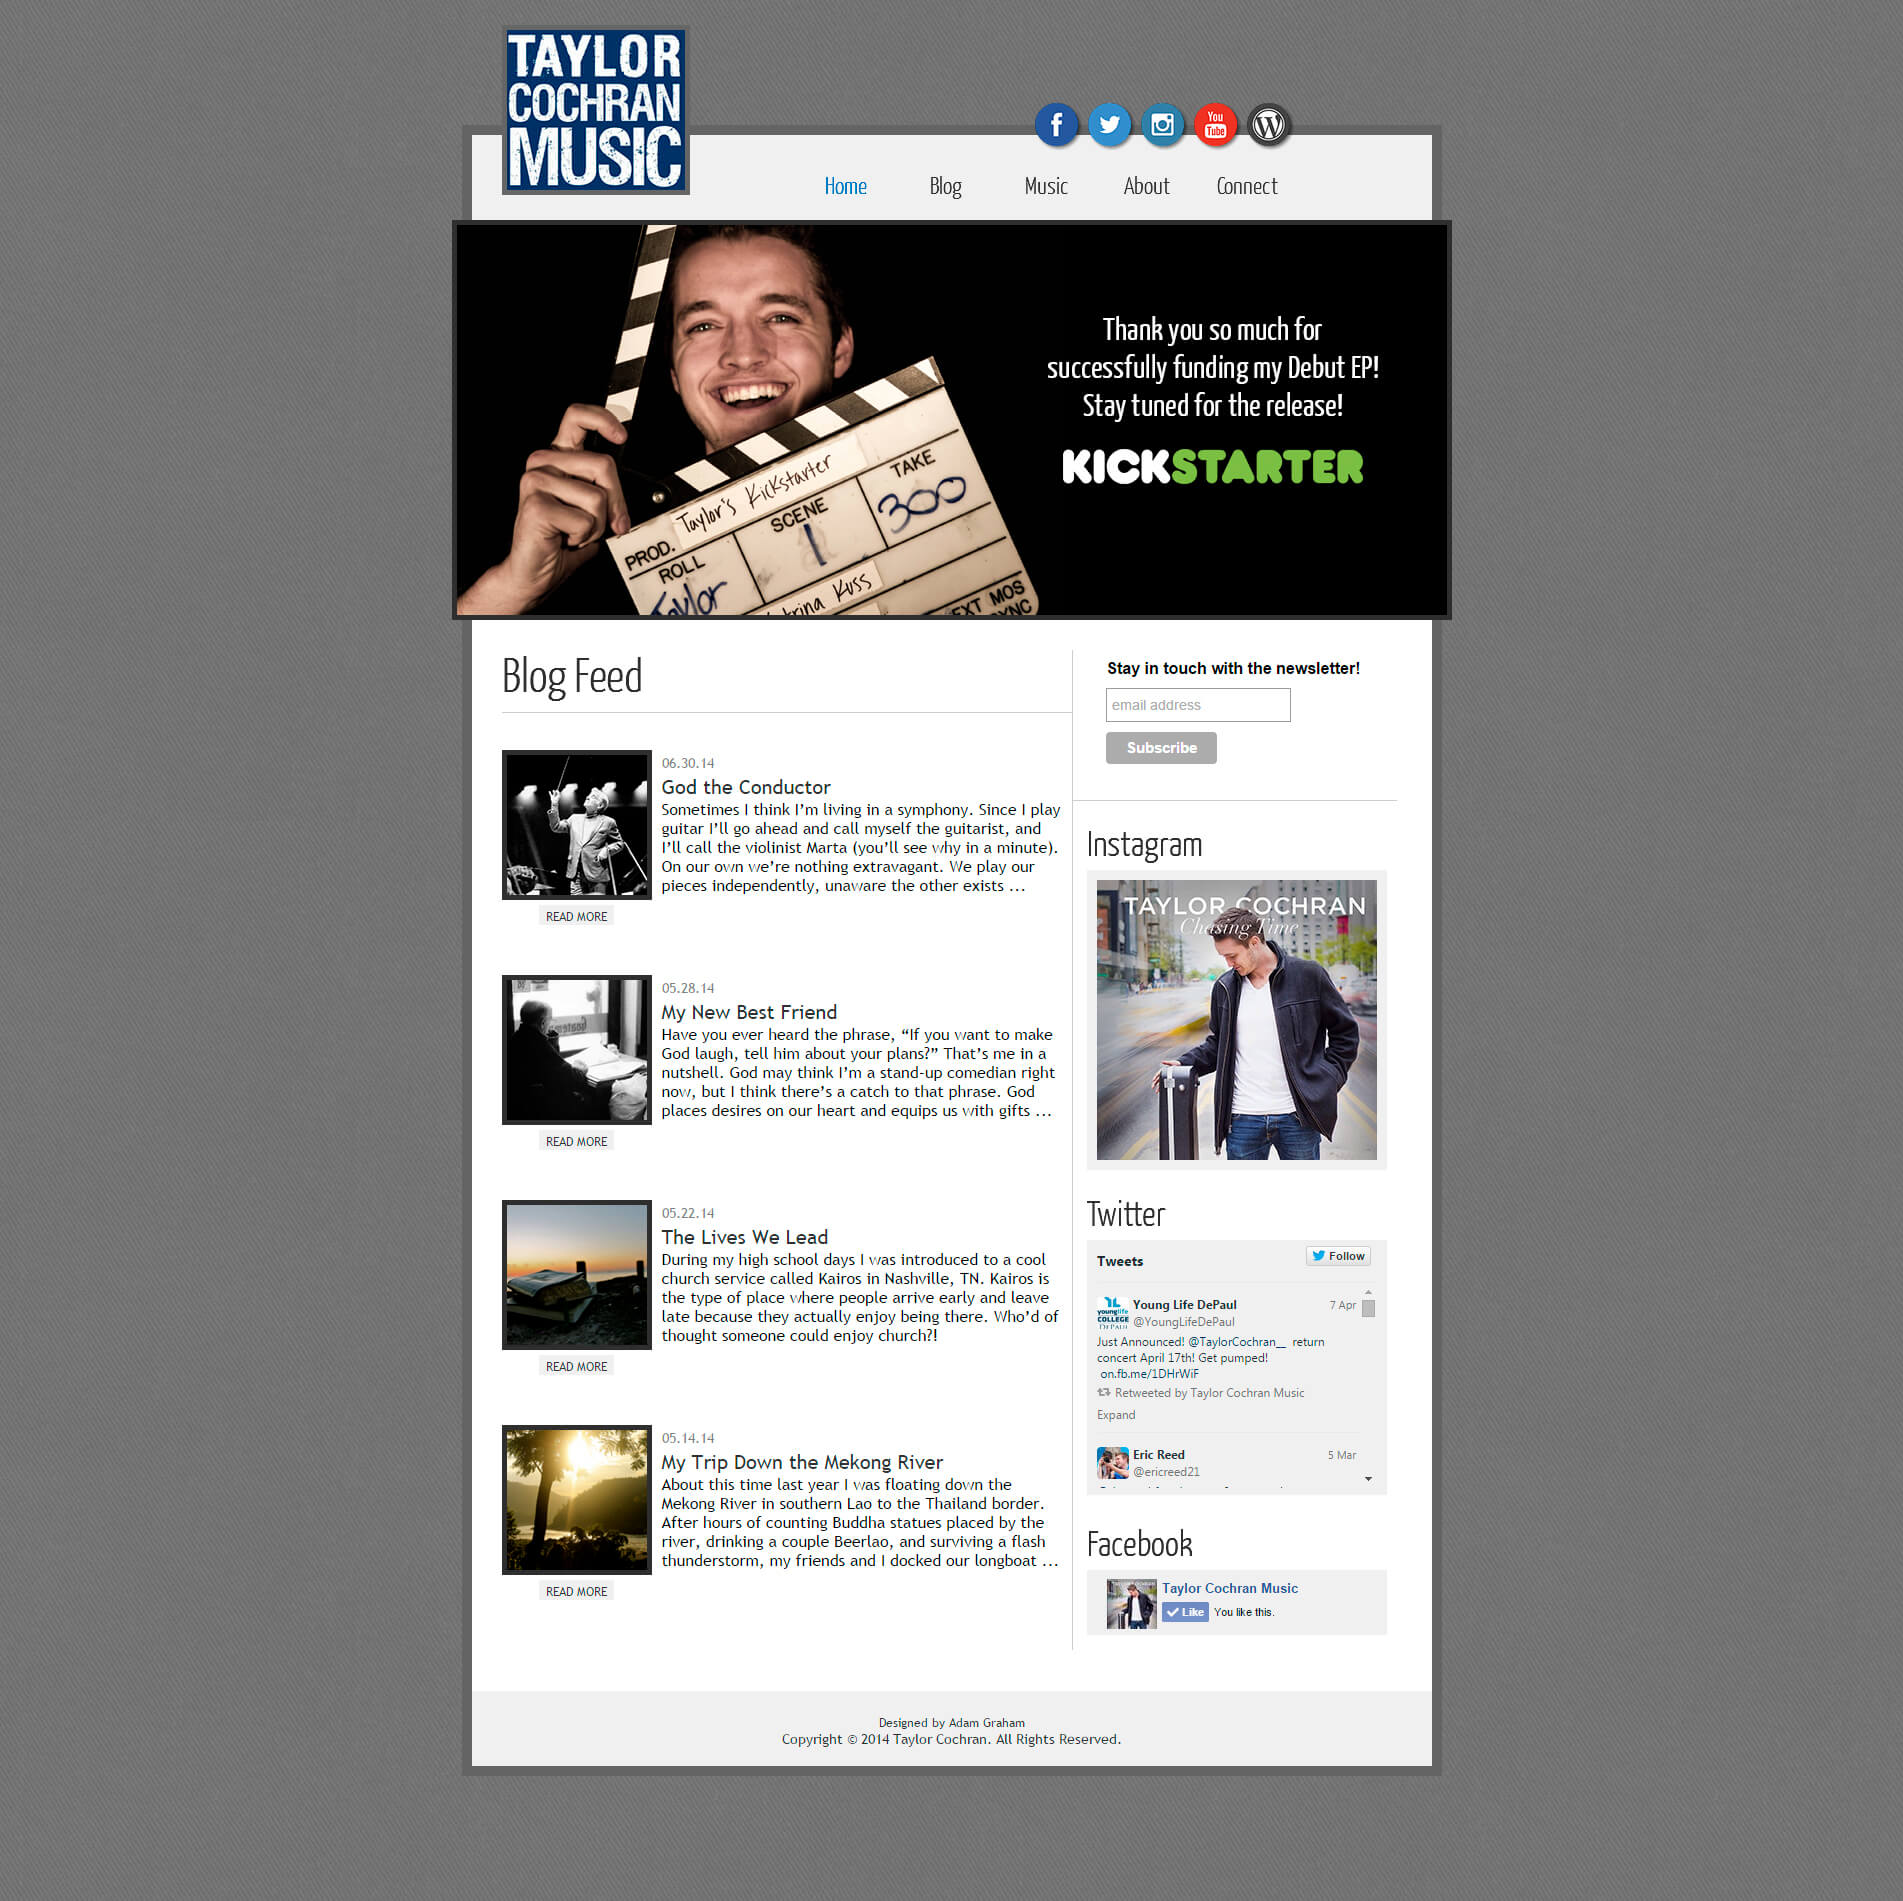 TAYLOR
COCHRAN
MUSIC
f
You
Tube
Home
Blog
Music
About
Connect
Thank you so much for
successfully funding my Debut EP!
Stay tuned for the release!
KICKSTARTER
Taylor's Kickstarter
PROD.
SCENE
TAKE
ROLL
1
300
Taylor
Kuss
EXT MOS
SYNC
Blog Feed
06.30.14
God the Conductor
Sometimes I think I’m living in a symphony. Since I play
guitar I’ll go ahead and call myself the guitarist, and
I’ll call the violinist Marta (you’ll see why in a minute).
On our own we’re nothing extravagant. We play our
pieces independently, unaware the other exists ...
READ MORE
05.28.14
My New Best Friend
Have you ever heard the phrase, “If you want to make
God laugh, tell him about your plans?” That’s me in a
nutshell. God may think I’m a stand-up comedian right
now, but I think there’s a catch to that phrase. God
places desires on our heart and equips us with gifts ...
READ MORE
05.22.14
The Lives We Lead
During my high school days I was introduced to a cool
church service called Kairos in Nashville, TN. Kairos is
the type of place where people arrive early and leave
late because they actually enjoy being there. Who’d of
thought someone could enjoy church?!
READ MORE
05.14.14
My Trip Down the Mekong River
About this time last year I was floating down the
Mekong River in southern Lao to the Thailand border.
After hours of counting Buddha statues placed by the
river, drinking a couple Beerlao, and surviving a flash
thunderstorm, my friends and I docked our longboat ...
READ MORE
Stay in touch with the newsletter!
email address
Subscribe
Instagram
TAYLOR COCHRAN
Chasing Time
Twitter
Tweets
Follow
younglife
COLLEGE
DePaul
Young Life DePaul
7 Apr
@YoungLifeDePaul
Just Announced! @TaylorCochran__ return
concert April 17th! Get pumped!
on.fb.me/1DHrWiF
Retweeted by Taylor Cochran Music
Expand
Eric Reed
5 Mar
@ericreed21
Facebook
Taylor Cochran Music
Like
You like this.
Designed by Adam Graham
Copyright © 2014 Taylor Cochran. All Rights Reserved.